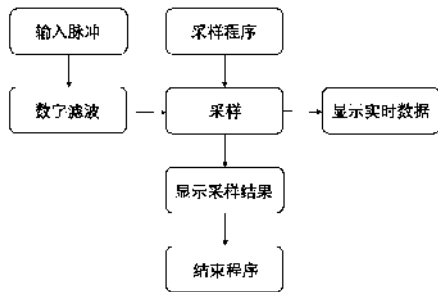 输入脉冲
采样程序
数字滤波
采样
显示实时数据
显示采样结果
结束程序